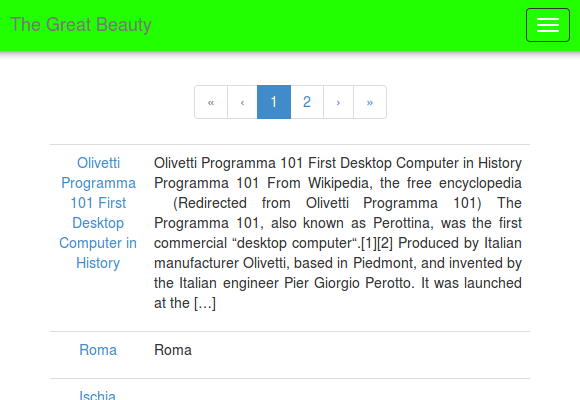 The Great Beauty
« ‹ 1 2 › »
Olivetti
Programma
101 First
Desktop
Computer in
History
Olivetti Programma 101 First Desktop Computer in History
Programma 101 From Wikipedia, the free encyclopedia
(Redirected from Olivetti Programma 101) The
Programma 101, also known as Perottina, was the first
commercial “desktop computer“.[1][2] Produced by Italian
manufacturer Olivetti, based in Piedmont, and invented by
the Italian engineer Pier Giorgio Perotto. It was launched
at the […]
Roma
Roma
Ischia